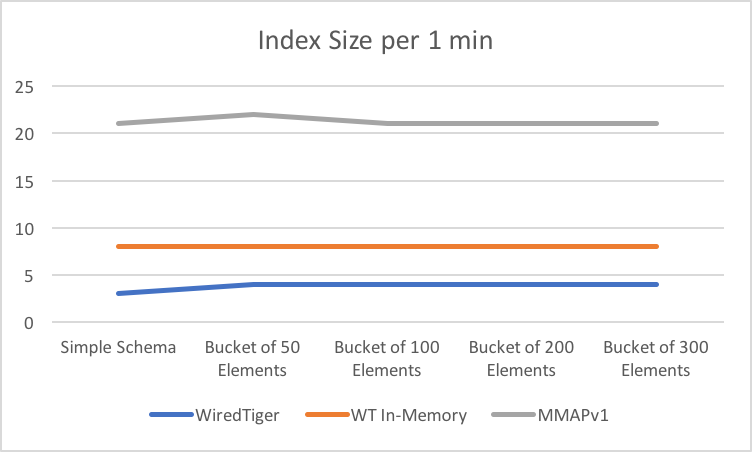 Index Size per 1 min
25
20
15
10
5
0
Simple Schema
Bucket of 50
Elements
Bucket of 100
Elements
Bucket of 200
Elements
Bucket of 300
Elements
WiredTiger
WT In-Memory
MMAPv1